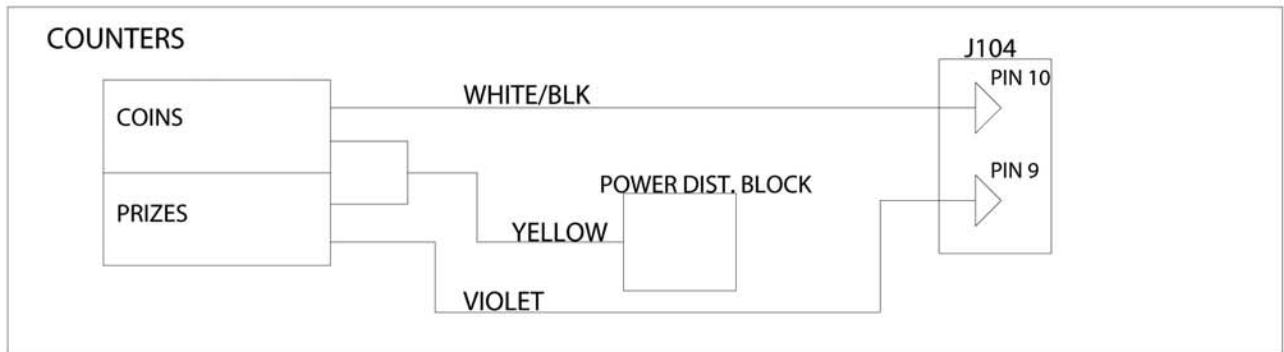 COUNTERS
J104
PIN 10
WHITE/BLK
COINS
PIN 9
POWER DIST. BLOCK
PRIZES
YELLOW
VIOLET